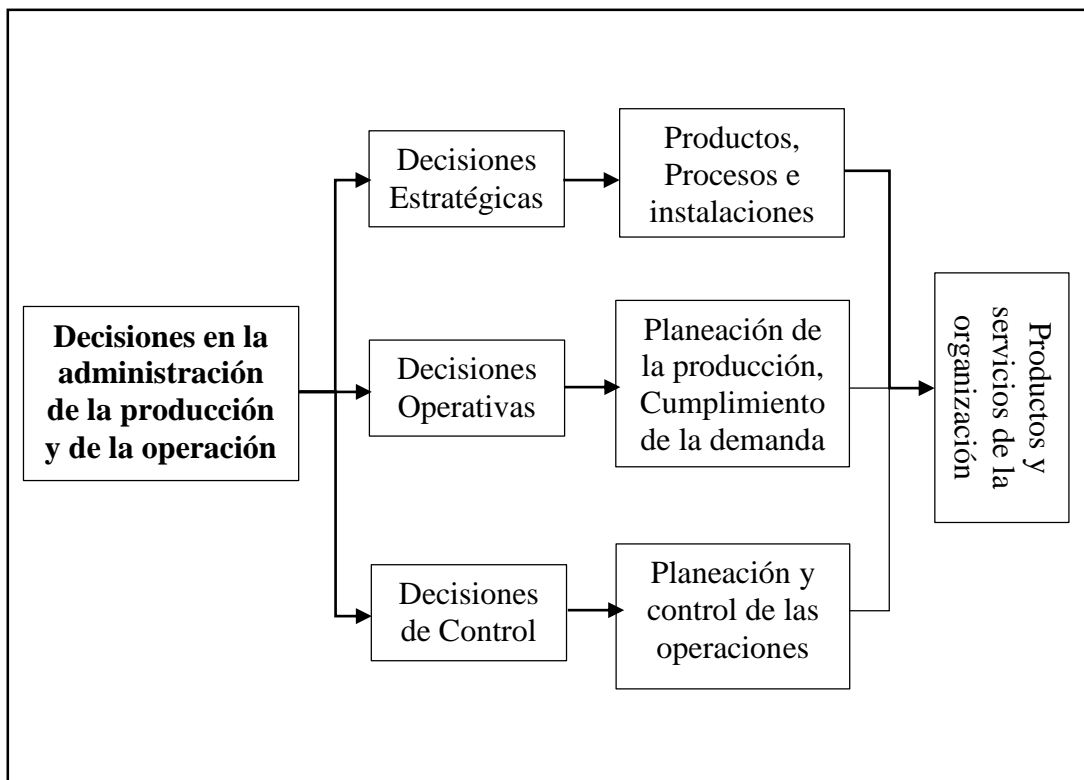 Decisiones en la
administración
de la producción
y de la operación
Decisiones
Estratégicas
Productos,
Procesos e
instalaciones
Decisiones
Operativas
Planeación de
la producción,
Cumplimiento
de la demanda
Decisiones
de Control
Planeación y
control de las
operaciones
Productos y
servicios de la
organización